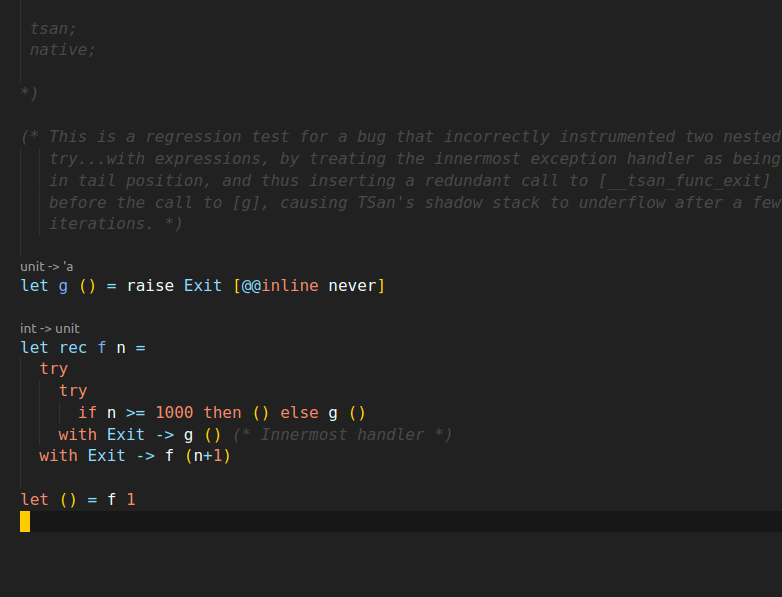 tsan;
native;
*)
(* This is a regression test for a bug that incorrectly instrumented two nested
try...with expressions, by treating the innermost exception handler as being
in tail position, and thus inserting a redundant call to [__tsan_func_exit]
before the call to [g], causing TSan's shadow stack to underflow after a few
iterations. *)
unit -> 'a
let g () = raise Exit [@@inline never]
int -> unit
let rec f n =
try
try
if n >= 1000 then () else g ()
with Exit -> g () (* Innermost handler *)
with Exit -> f (n+1)
let () = f 1